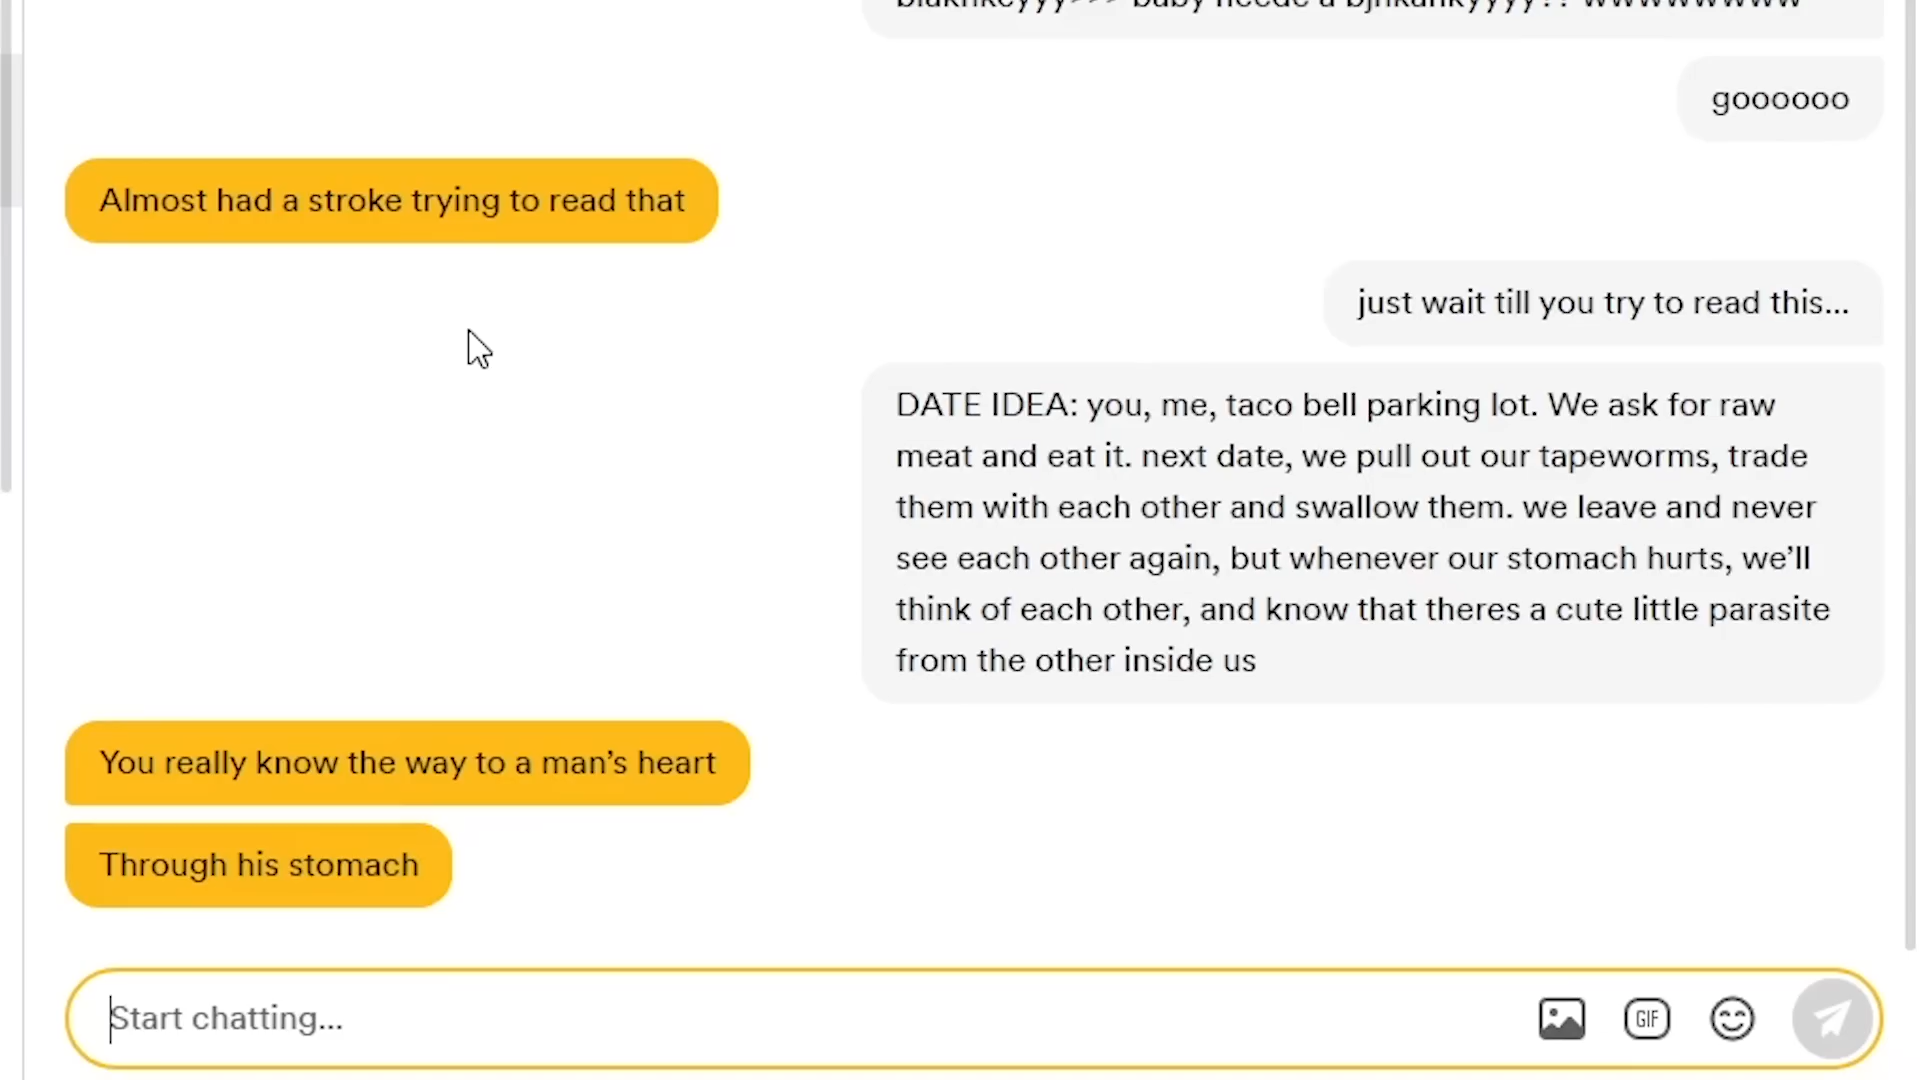 baby
goooooo
Almost had a stroke trying to read that
just wait till you try to read this...
DATE IDEA: you, me, taco bell parking lot. We ask for raw
meat and eat it. next date, we pull out our tapeworms, trade
them with each other and swallow them. we leave and never
see each other again, but whenever our stomach hurts, we’ll
think of each other, and know that theres a cute little parasite
from the other inside us
You really know the way to a man’s heart
Through his stomach
Start chatting...
GIF